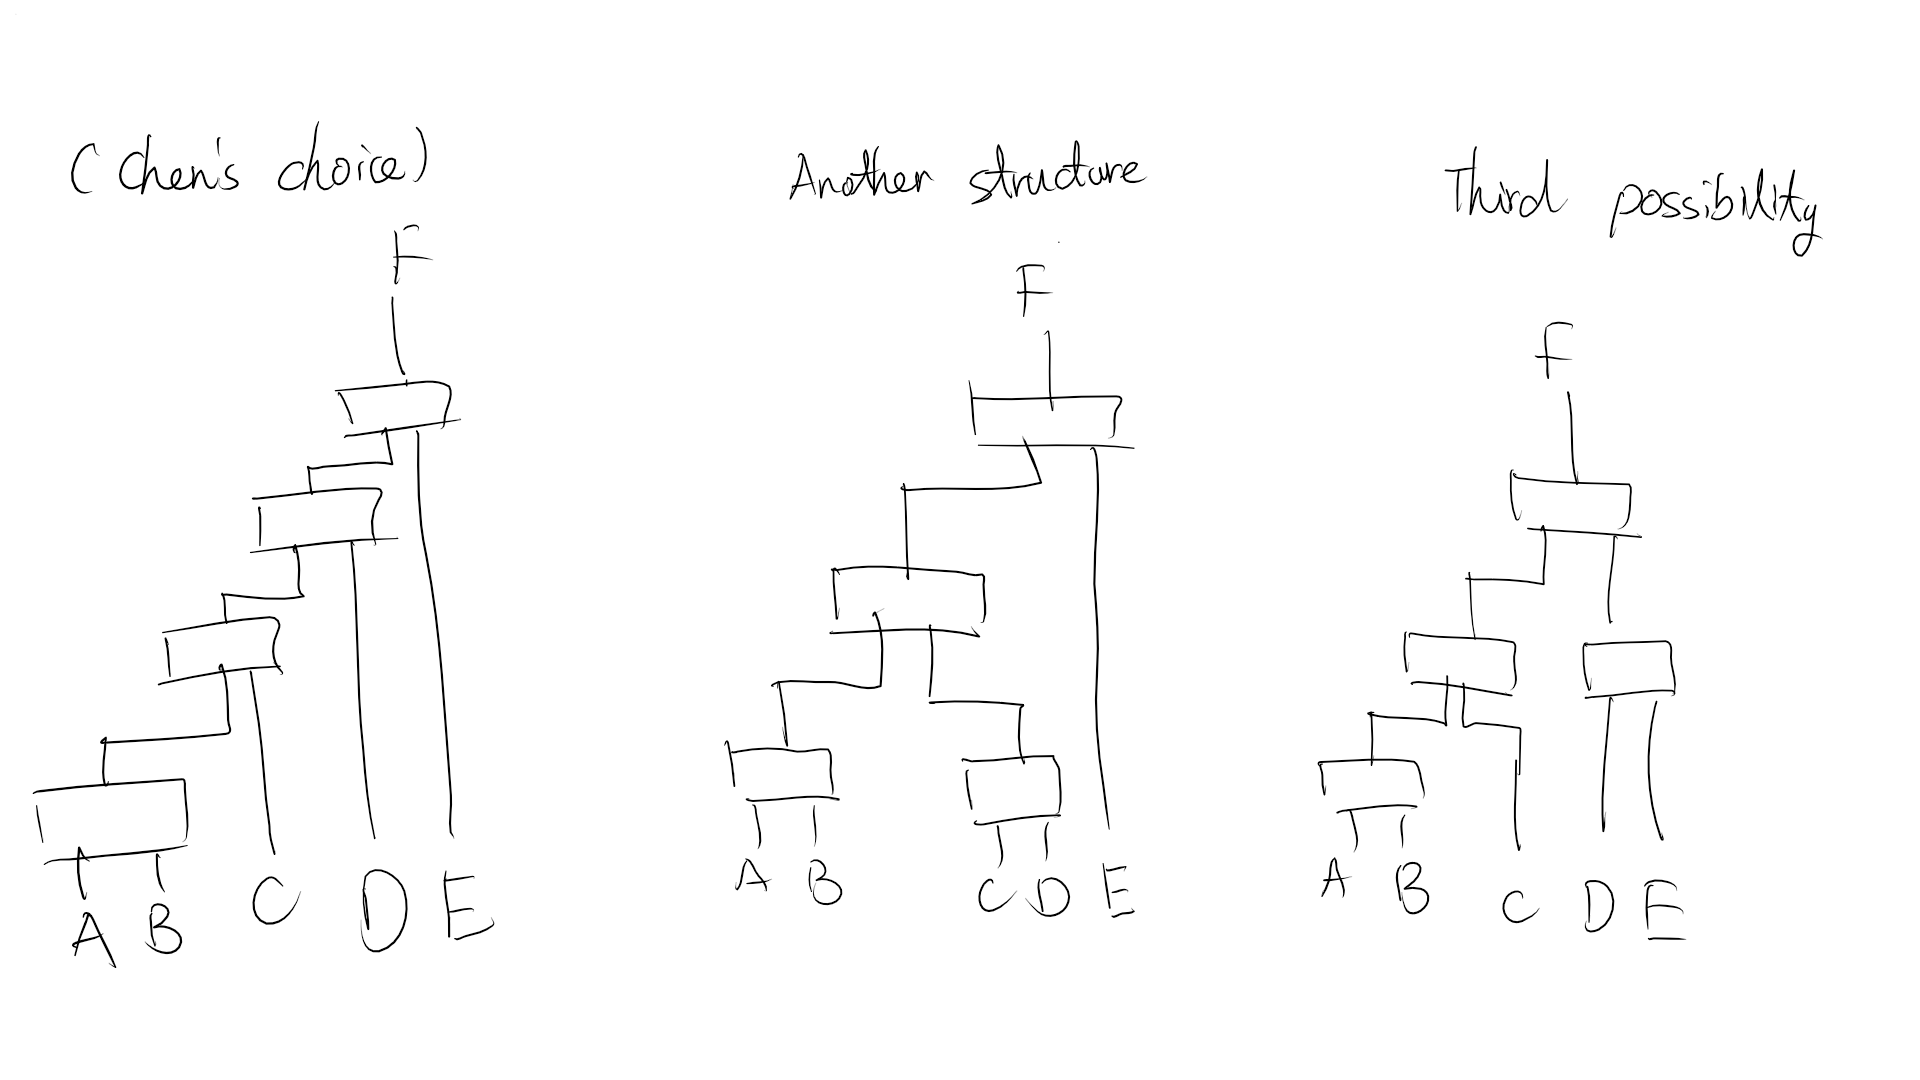 (Chen's choice)
F
A B C D E
Another structure
F
A B C D E
Third possibility
F
A B C D E